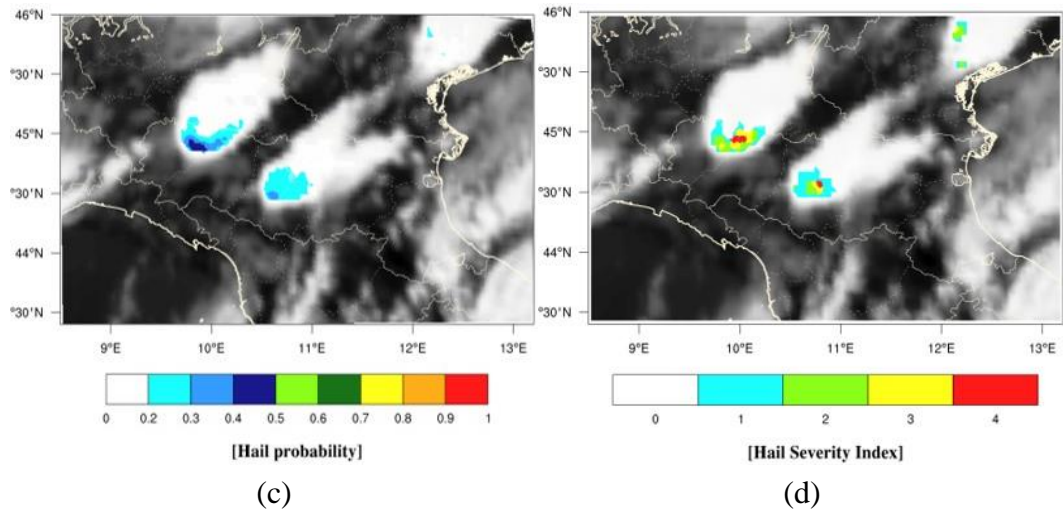 46°N
°30'N
45°N
°30'N
44°N
°30'N
9°E 10°E 11°E 12°E 13°E
0 0.2 0.3 0.4 0.5 0.6 0.7 0.8 0.9 1
[Hail probability]
(c)
46°N
°30'N
45°N
°30'N
44°N
°30'N
9°E 10°E 11°E 12°E 13°E
0 1 2 3 4
[Hail Severity Index]
(d)